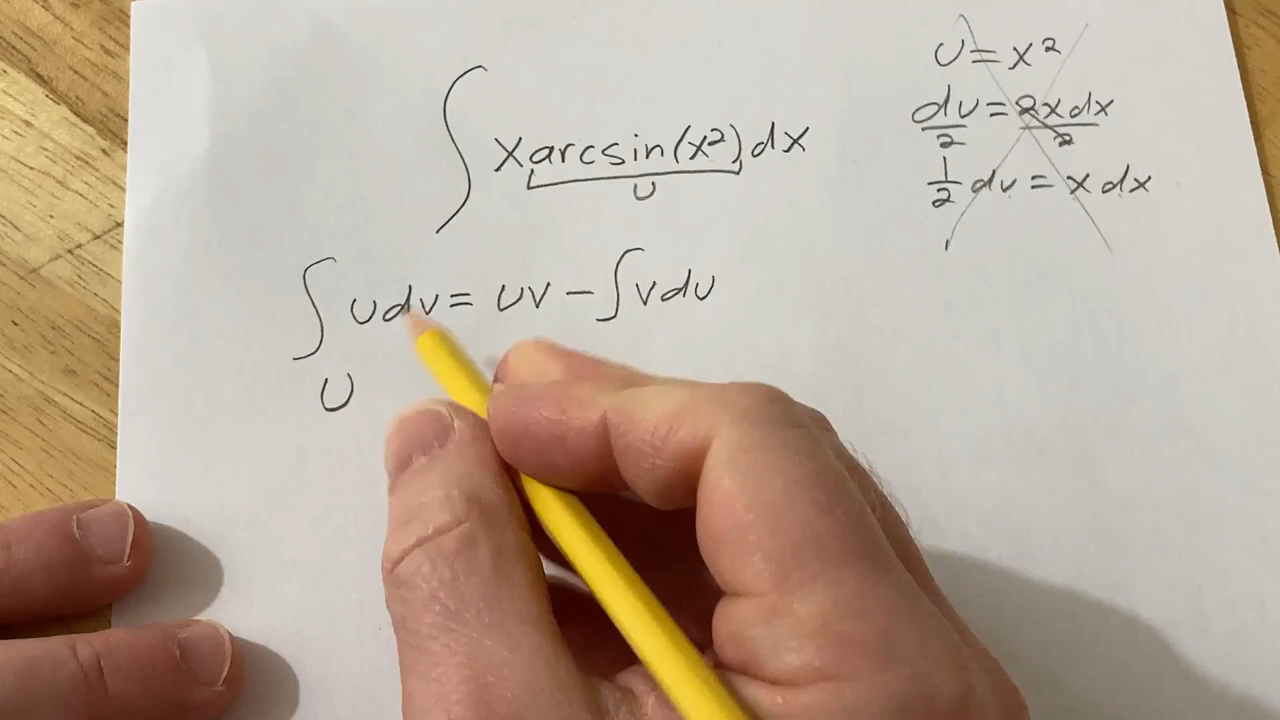 ∫ x arcsin(x²) dx
U
∫ U dv = UV − ∫ V dU
U
U = x²
dU/2 = 2x dx/2
1/2 dU = x dx